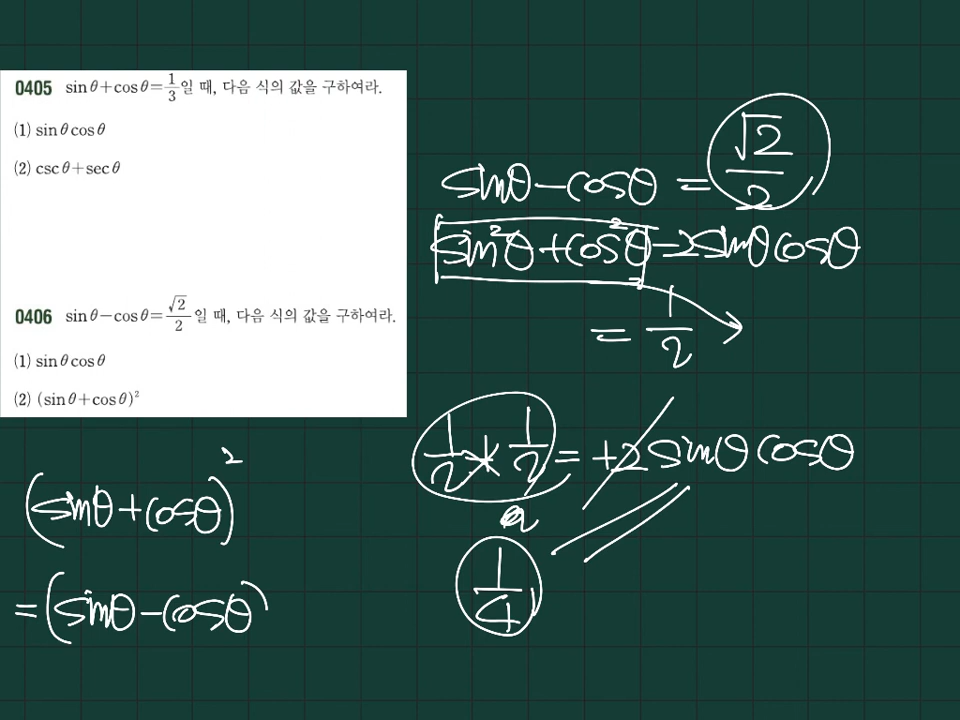 0405 sinθ+cosθ=1/3일 때, 다음 식의 값을 구하여라.
(1) sinθcosθ
(2) cscθ+secθ
0406 sinθ−cosθ=√2/2일 때, 다음 식의 값을 구하여라.
(1) sinθcosθ
(2) (sinθ+cosθ)²
sinθ−cosθ=√2/2
sin²θ+cos²θ−2sinθcosθ
=1/2
1/2×1/2=+2sinθcosθ
2
1/4
(sinθ+cosθ)²
=(sinθ−cosθ)